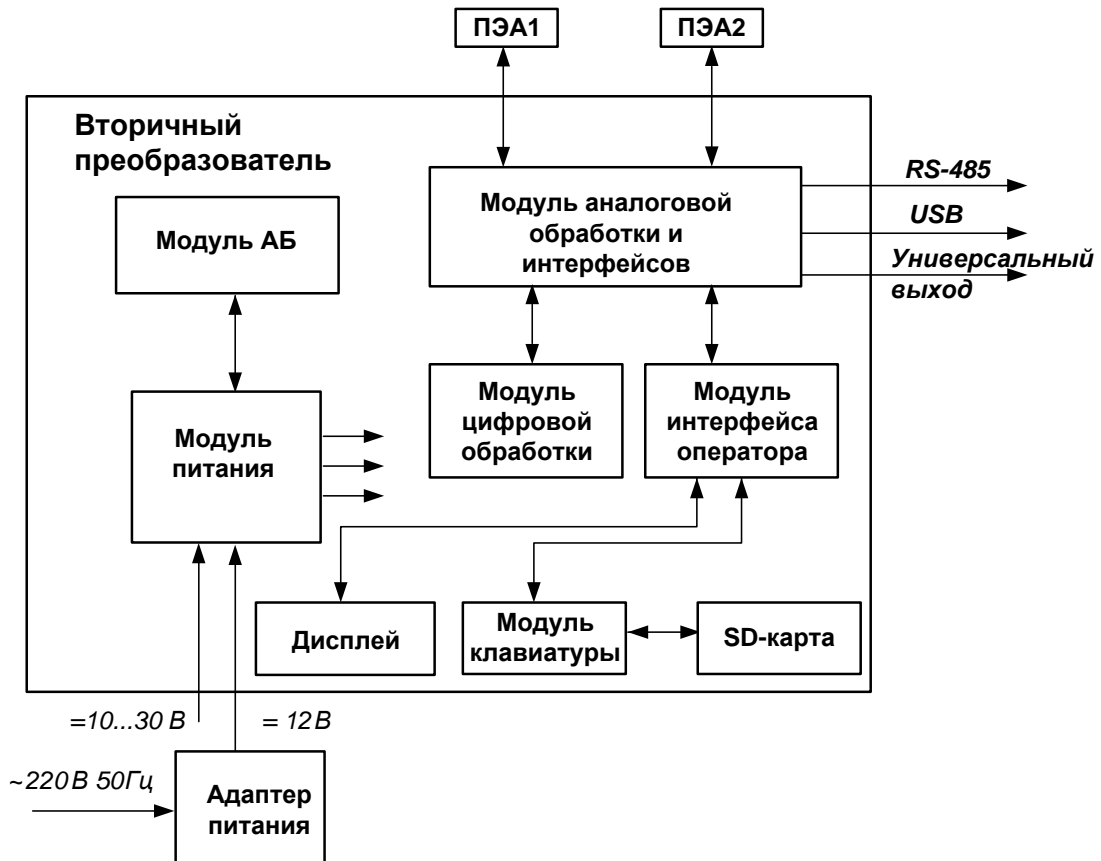 ПЭА1
ПЭА2
Вторичный
преобразователь
Модуль АБ
Модуль аналоговой
обработки и
интерфейсов
RS-485
USB
Универсальный
выход
Модуль
питания
Модуль
цифровой
обработки
Модуль
интерфейса
оператора
Дисплей
Модуль
клавиатуры
SD-карта
=10...30 В
= 12 В
~220 В 50Гц
Адаптер
питания